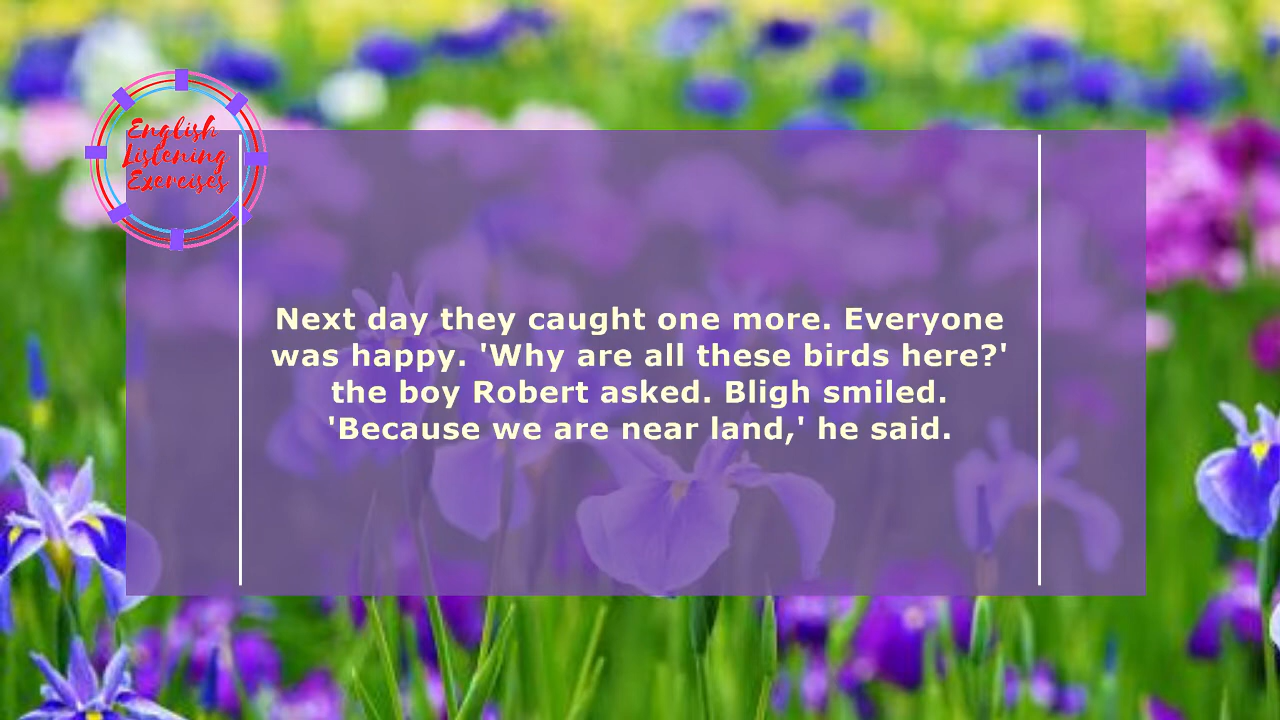 English
Listening
Exercises
Next day they caught one more. Everyone
was happy. 'Why are all these birds here?'
the boy Robert asked. Bligh smiled.
'Because we are near land,' he said.